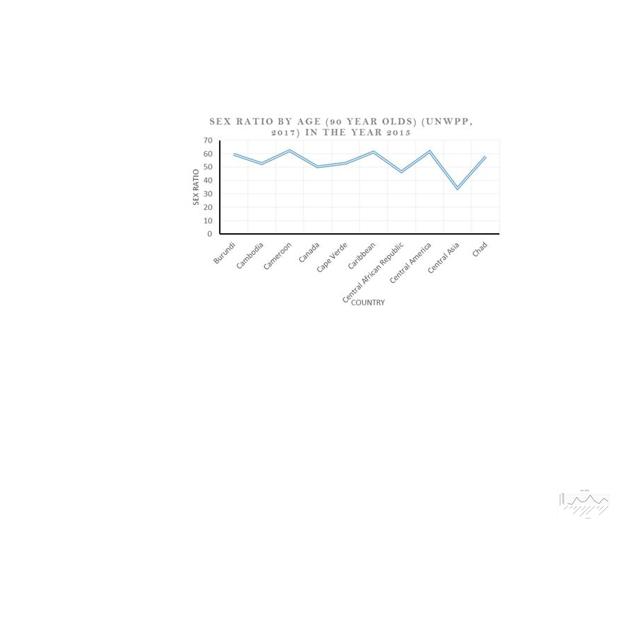 SEX RATIO BY AGE (90 YEAR OLDS) (UNWPP,
2017) IN THE YEAR 2015
70
60
50
40
30
20
10
0
SEX RATIO
Burundi
Cambodia
Cameroon
Canada
Cape Verde
Caribbean
Central African Republic
Central America
Central Asia
Chad
COUNTRY